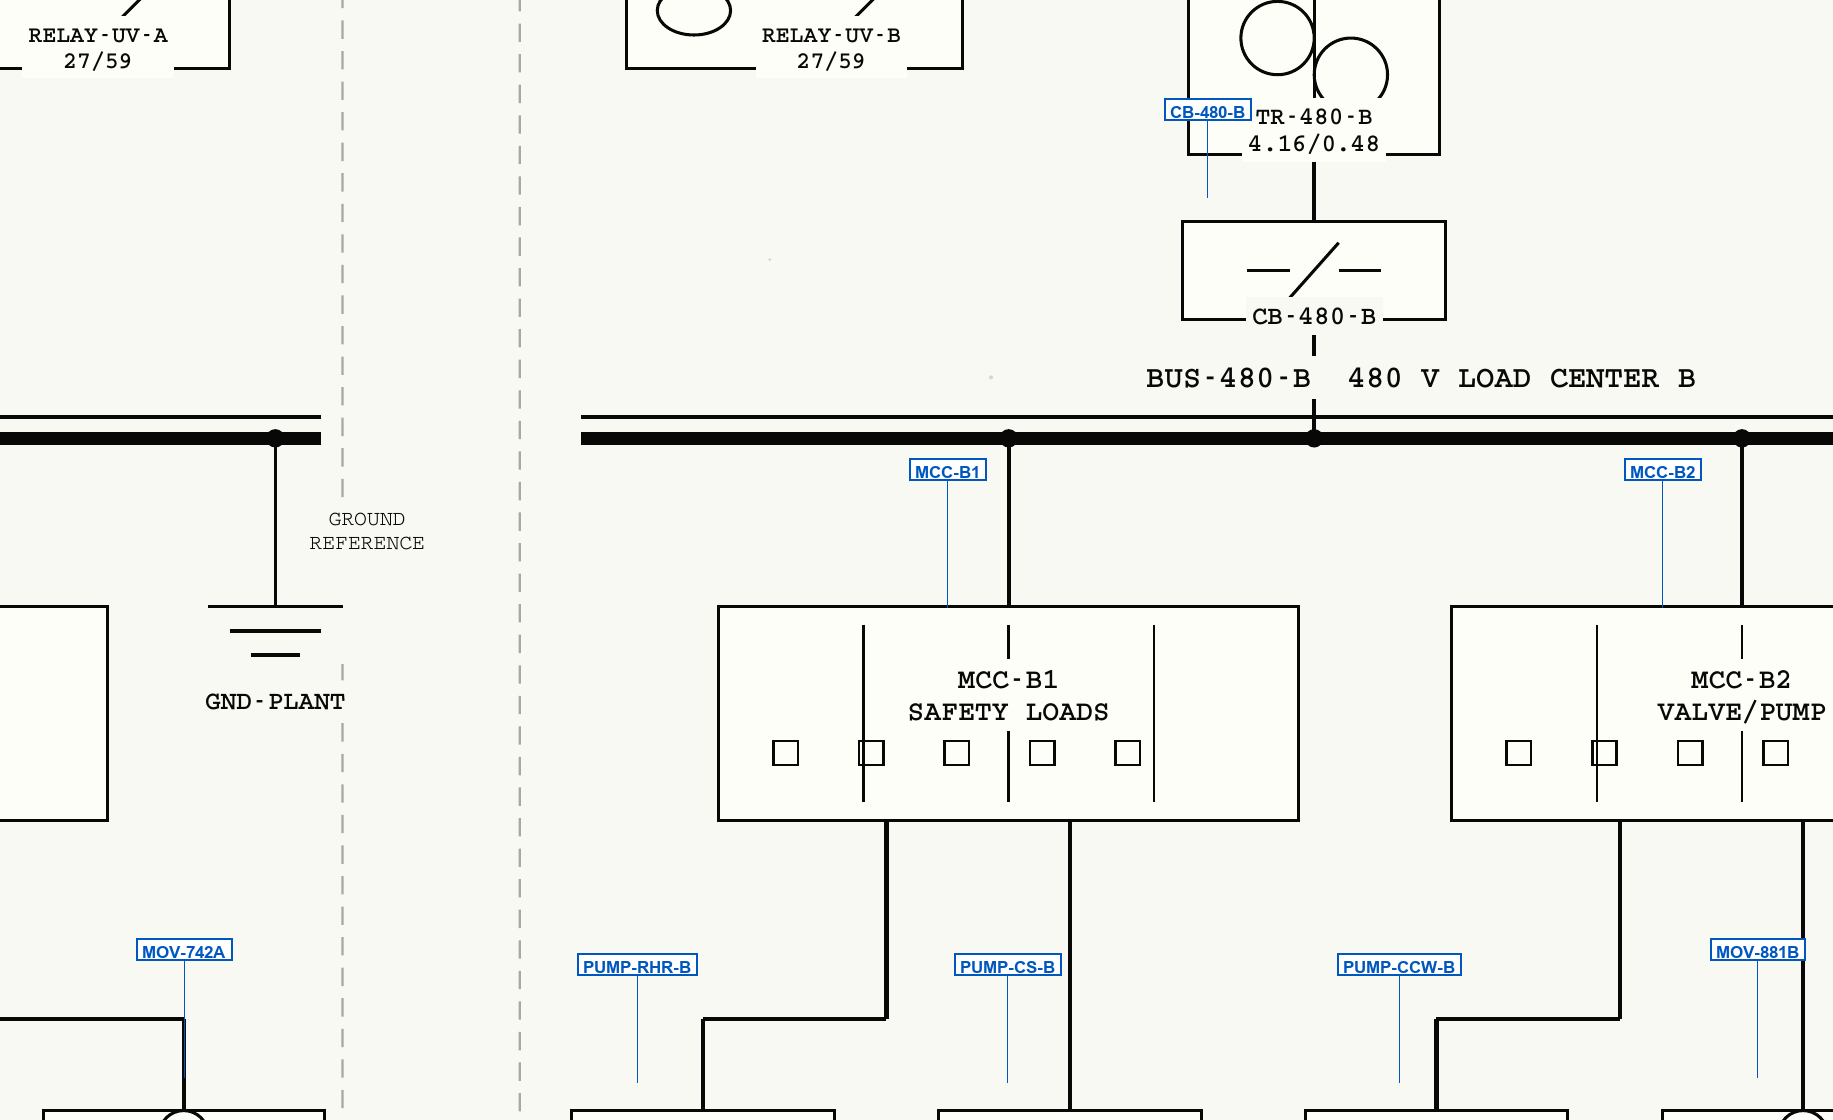 RELAY-UV-A
27/59
RELAY-UV-B
27/59
CB-480-B
TR-480-B
4.16/0.48
CB-480-B
BUS-480-B 480 V LOAD CENTER B
MCC-B1
MCC-B2
GROUND
REFERENCE
GND-PLANT
MCC-B1
SAFETY LOADS
MCC-B2
VALVE/PUMP
MOV-742A
PUMP-RHR-B
PUMP-CS-B
PUMP-CCW-B
MOV-881B